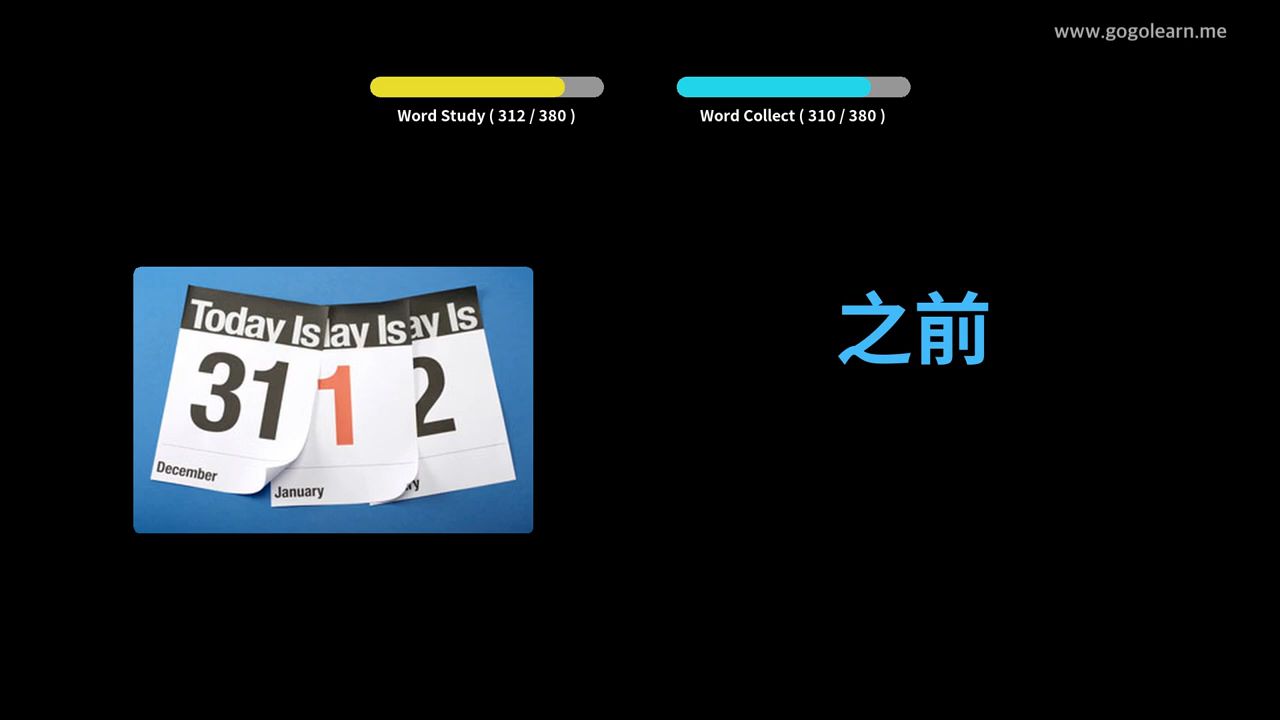 www.gogolearn.me
Word Study ( 312 / 380 )
Word Collect ( 310 / 380 )
Today Is
31
December
ay Is
1
January
ay Is
2
ry
之前